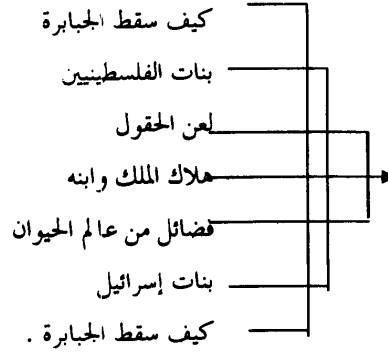 كيف سقط الجبابرة
بنات الفلسطينيين
لعن الحقول
هلاك الملك وابنه
فضائل من عالم الحيوان
بنات إسرائيل
كيف سقط الجبابرة .